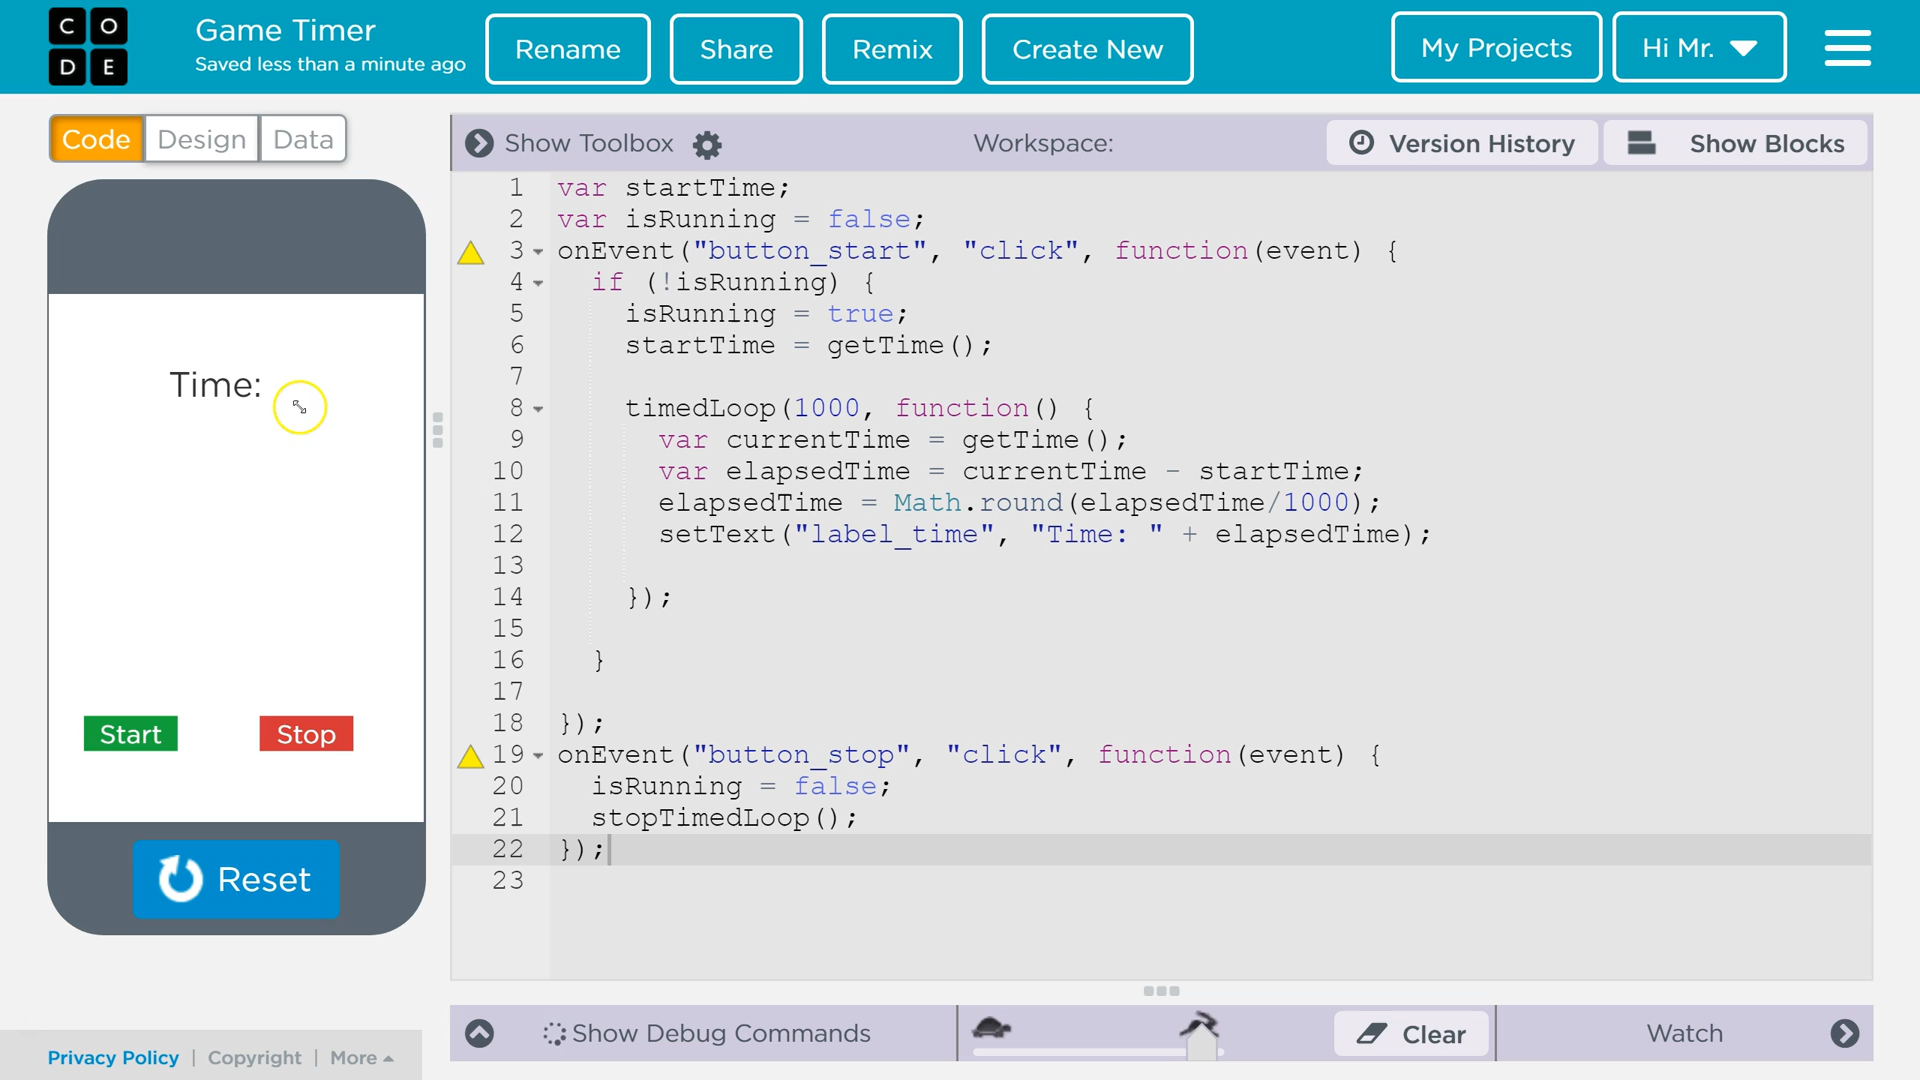 CO
DE
Game Timer
Saved less than a minute ago
Rename
Share
Remix
Create New
My Projects
Hi Mr.
Code
Design
Data
Show Toolbox
Workspace:
Version History
Show Blocks
1 var startTime;
2 var isRunning = false;
3 onEvent("button_start", "click", function(event) {
4 if (!isRunning) {
5 isRunning = true;
6 startTime = getTime();
7
8 timedLoop(1000, function() {
9 var currentTime = getTime();
10 var elapsedTime = currentTime - startTime;
11 elapsedTime = Math.round(elapsedTime/1000);
12 setText("label_time", "Time: " + elapsedTime);
13
14 });
15
16 }
17
18 });
19 onEvent("button_stop", "click", function(event) {
20 isRunning = false;
21 stopTimedLoop();
22 });
23
Time:
Start
Stop
Reset
Show Debug Commands
Clear
Watch
Privacy Policy | Copyright | More